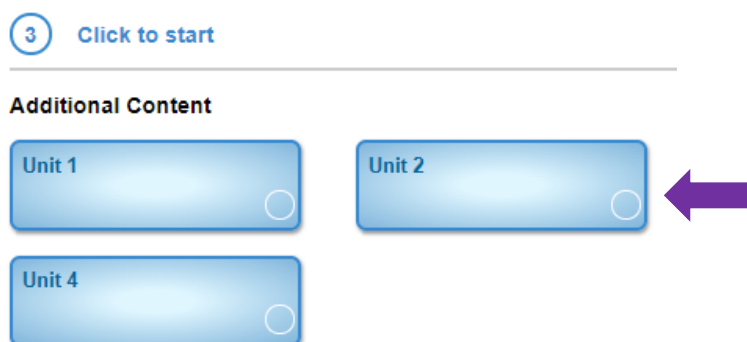 3 Click to start
Additional Content
Unit 1
Unit 2
Unit 4